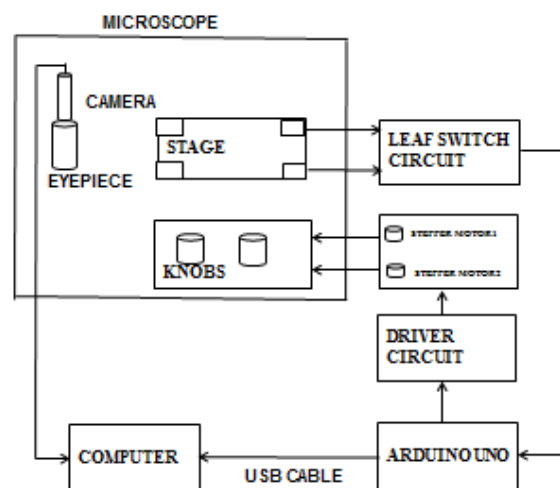 MICROSCOPE
CAMERA
EYEPIECE
STAGE
LEAF SWITCH
CIRCUIT
STEPPER MOTOR1
STEPPER MOTOR2
KNOBS
DRIVER
CIRCUIT
COMPUTER
USB CABLE
ARDUINO UNO